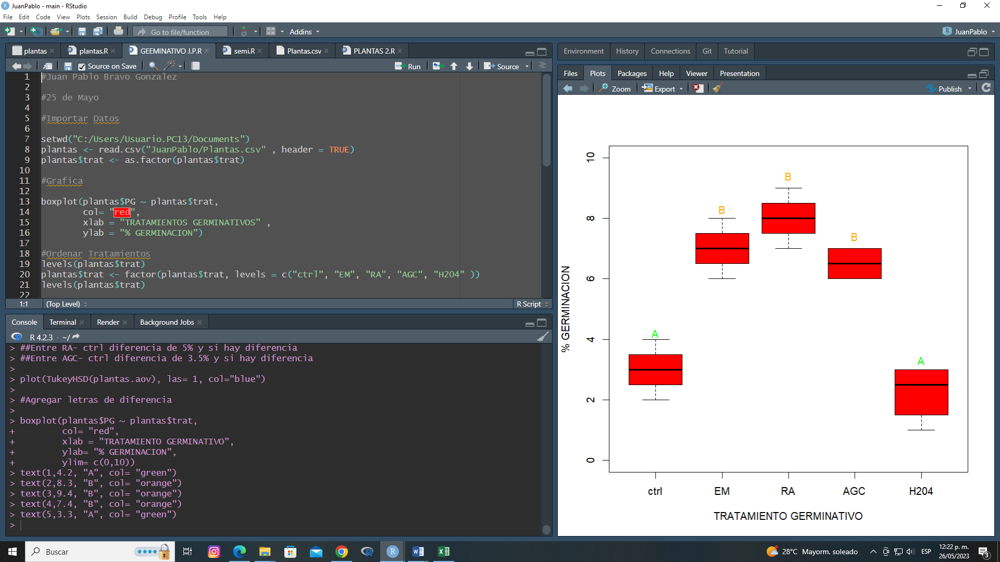 JuanPablo - main - RStudio
File Edit Code View Plots Session Build Debug Profile Tools Help
Go to file/function Addins JuanPablo
plantas plantas.R GEEMINATIVO J.P.R semi.R Plantas.csv PLANTAS 2.R
Source on Save Run Source
1 #Juan Pablo Bravo Gonzalez
2
3 #25 de Mayo
4
5 #Importar Datos
6
7 setwd("C:/Users/Usuario.PC13/Documents")
8 plantas <- read.csv("JuanPablo/Plantas.csv" , header = TRUE)
9 plantas$trat <- as.factor(plantas$trat)
10
11 #Grafica
12
13 boxplot(plantas$PG ~ plantas$trat,
14 col= "red",
15 xlab = "TRATAMIENTOS GERMINATIVOS" ,
16 ylab = "% GERMINACION")
17
18 #Ordenar Tratamientos
19 levels(plantas$trat)
20 plantas$trat <- factor(plantas$trat, levels = c("ctrl", "EM", "RA", "AGC", "H2O4" ))
21 levels(plantas$trat)
22
1:1 (Top Level) R Script
Console Terminal Render Background Jobs
R 4.2.3 · ~/
> ##Entre RA- ctrl diferencia de 5% y si hay diferencia
> ##Entre AGC- ctrl diferencia de 3.5% y si hay diferencia
>
> plot(TukeyHSD(plantas.aov), las= 1, col="blue")
>
> #Agregar letras de diferencia
>
> boxplot(plantas$PG ~ plantas$trat,
+ col= "red",
+ xlab = "TRATAMIENTO GERMINATIVO",
+ ylab= "% GERMINACION",
+ ylim= c(0,10))
> text(1,4.2, "A", col= "green")
> text(2,8.3, "B", col= "orange")
> text(3,9.4, "B", col= "orange")
> text(4,7.4, "B", col= "orange")
> text(5,3.3, "A", col= "green")
>
Environment History Connections Git Tutorial
Files Plots Packages Help Viewer Presentation
Zoom Export Publish
% GERMINACION
10
8
6
4
2
0
A
B
B
B
A
ctrl EM RA AGC H204
TRATAMIENTO GERMINATIVO
Buscar
28°C Mayorm. soleado
ESP
12:22 p. m.
26/05/2023
3